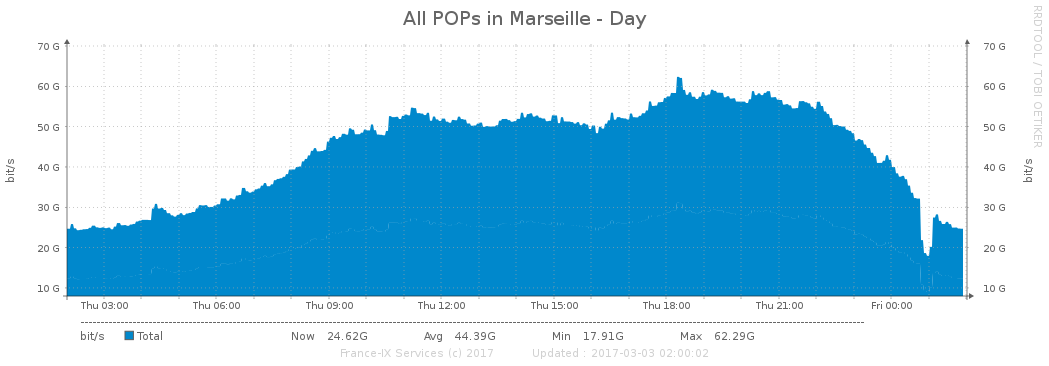 All POPs in Marseille - Day
RRDTOOL / TOBI OETIKER
bit/s
bit/s
70 G 70 G
60 G 60 G
50 G 50 G
40 G 40 G
30 G 30 G
20 G 20 G
10 G 10 G
Thu 03:00 Thu 06:00 Thu 09:00 Thu 12:00 Thu 15:00 Thu 18:00 Thu 21:00 Fri 00:00
bit/s Total Now 24.62G Avg 44.39G Min 17.91G Max 62.29G
France-IX Services (c) 2017 Updated : 2017-03-03 02:00:02